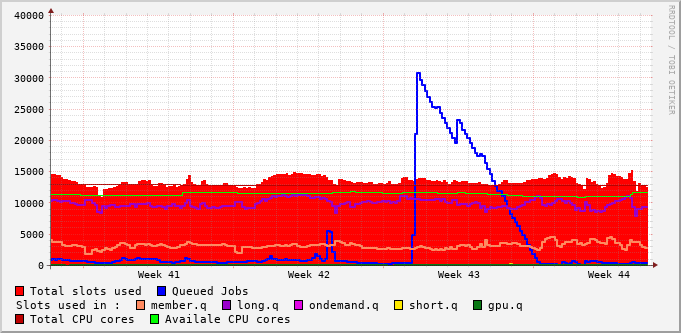 40000
35000
30000
25000
20000
15000
10000
5000
0
Week 41 Week 42 Week 43 Week 44
RRDTOOL / TOBI OETIKER
Total slots used Queued Jobs
Slots used in : member.q long.q ondemand.q short.q gpu.q
Total CPU cores Availale CPU cores